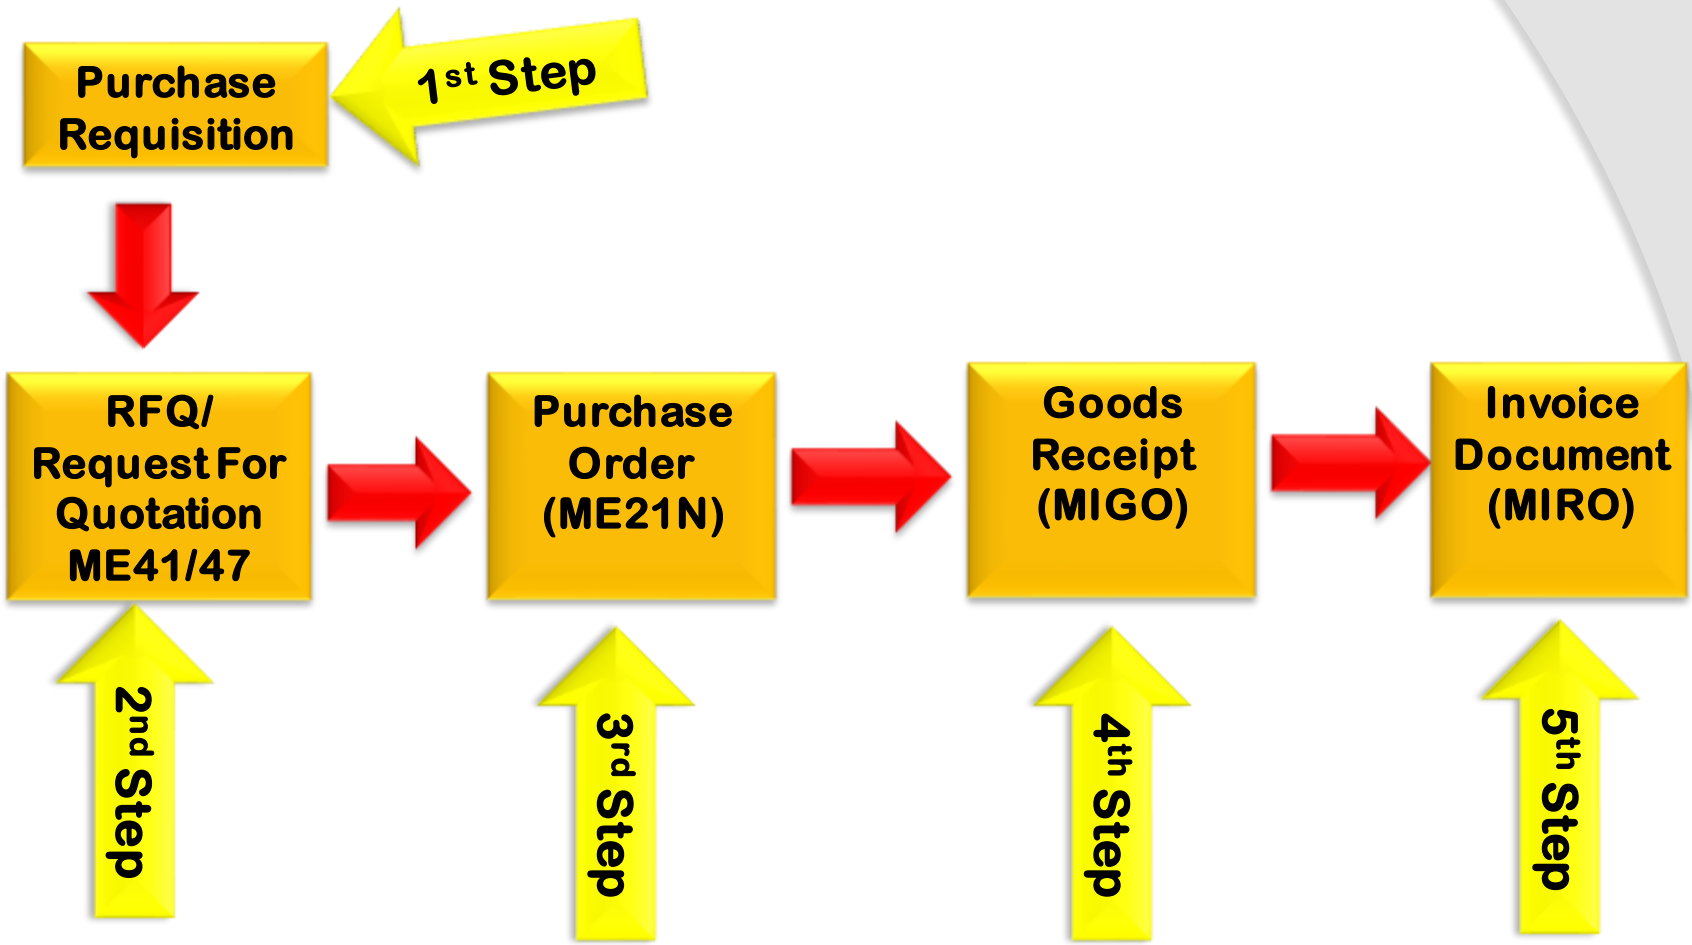 Purchase
Requisition
1st Step
RFQ/
Request For
Quotation
ME41/47
Purchase
Order
(ME21N)
Goods
Receipt
(MIGO)
Invoice
Document
(MIRO)
2nd Step
3rd Step
4th Step
5th Step